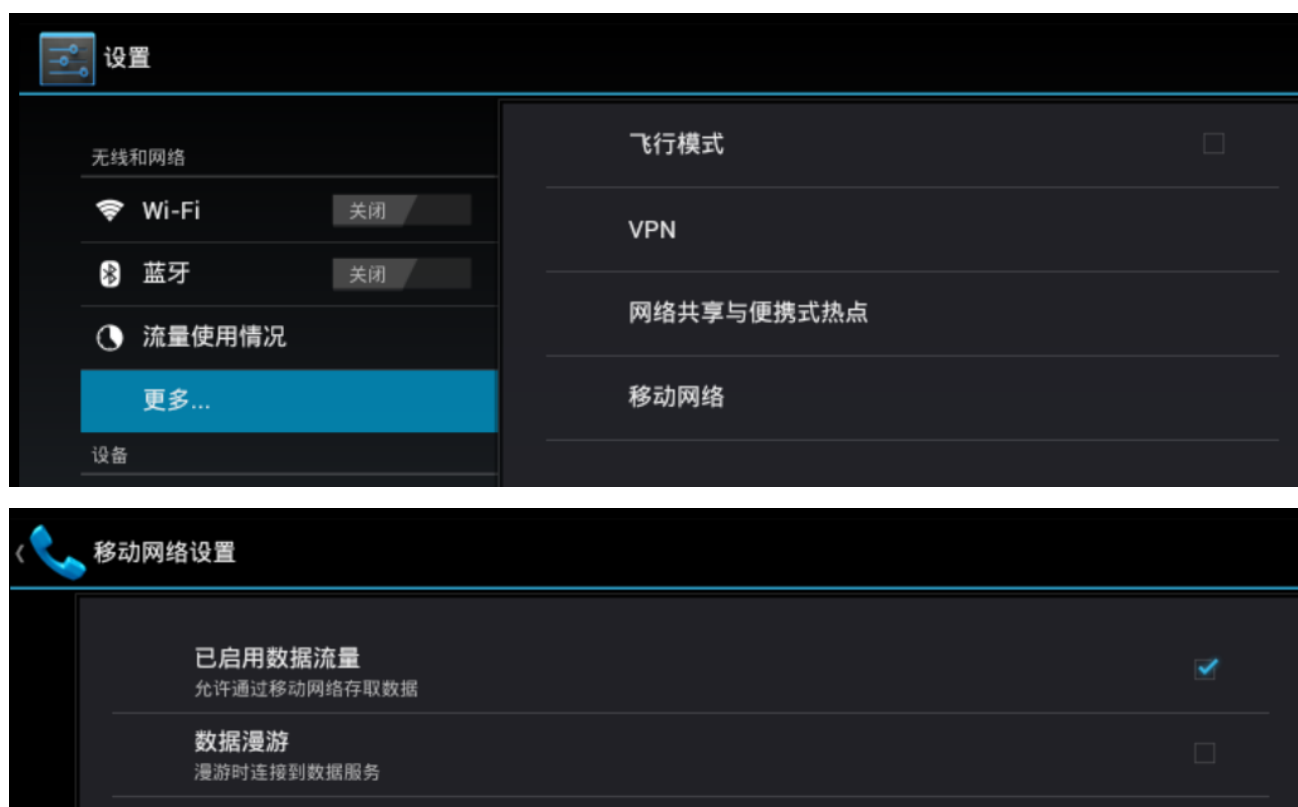 设置
无线和网络
Wi-Fi
关闭
蓝牙
关闭
流量使用情况
更多...
设备
飞行模式
VPN
网络共享与便携式热点
移动网络
移动网络设置
已启用数据流量
允许通过移动网络存取数据
数据漫游
漫游时连接到数据服务